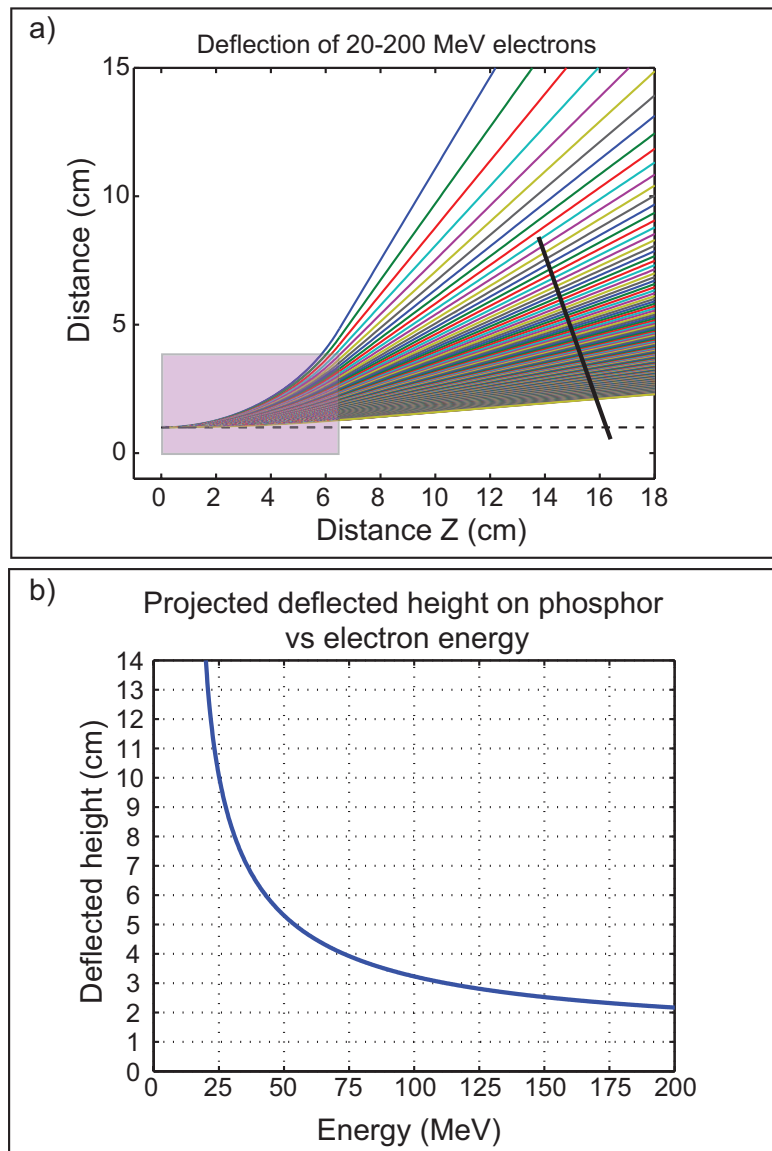 a)
Deflection of 20-200 MeV electrons
15
10
5
0
Distance (cm)
0 2 4 6 8 10 12 14 16 18
Distance Z (cm)
b)
Projected deflected height on phosphor
vs electron energy
14
13
12
11
10
9
8
7
6
5
4
3
2
1
0
Deflected height (cm)
0 25 50 75 100 125 150 175 200
Energy (MeV)